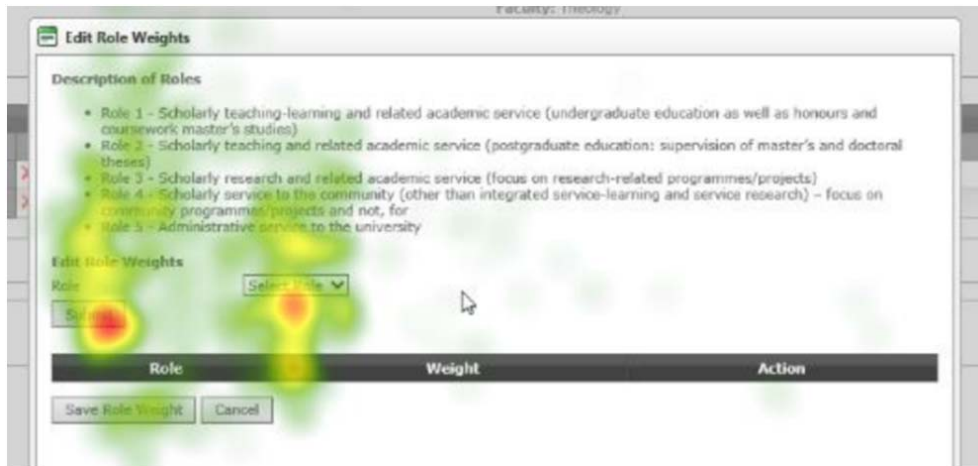 Faculty: Theology
Edit Role Weights
Description of Roles
• Role 1 - Scholarly teaching-learning and related academic service (undergraduate education as well as honours and
coursework master's studies)
• Role 2 - Scholarly teaching and related academic service (postgraduate education: supervision of master's and doctoral
theses)
• Role 3 - Scholarly research and related academic service (focus on research-related programmes/projects)
• Role 4 - Scholarly service to the community (other than integrated service-learning and service research) – focus on
community programmes/projects and not, for
• Role 5 - Administrative service to the university
Edit Role Weights
Role Select Role
Submit
Role Weight Action
Save Role Weight Cancel